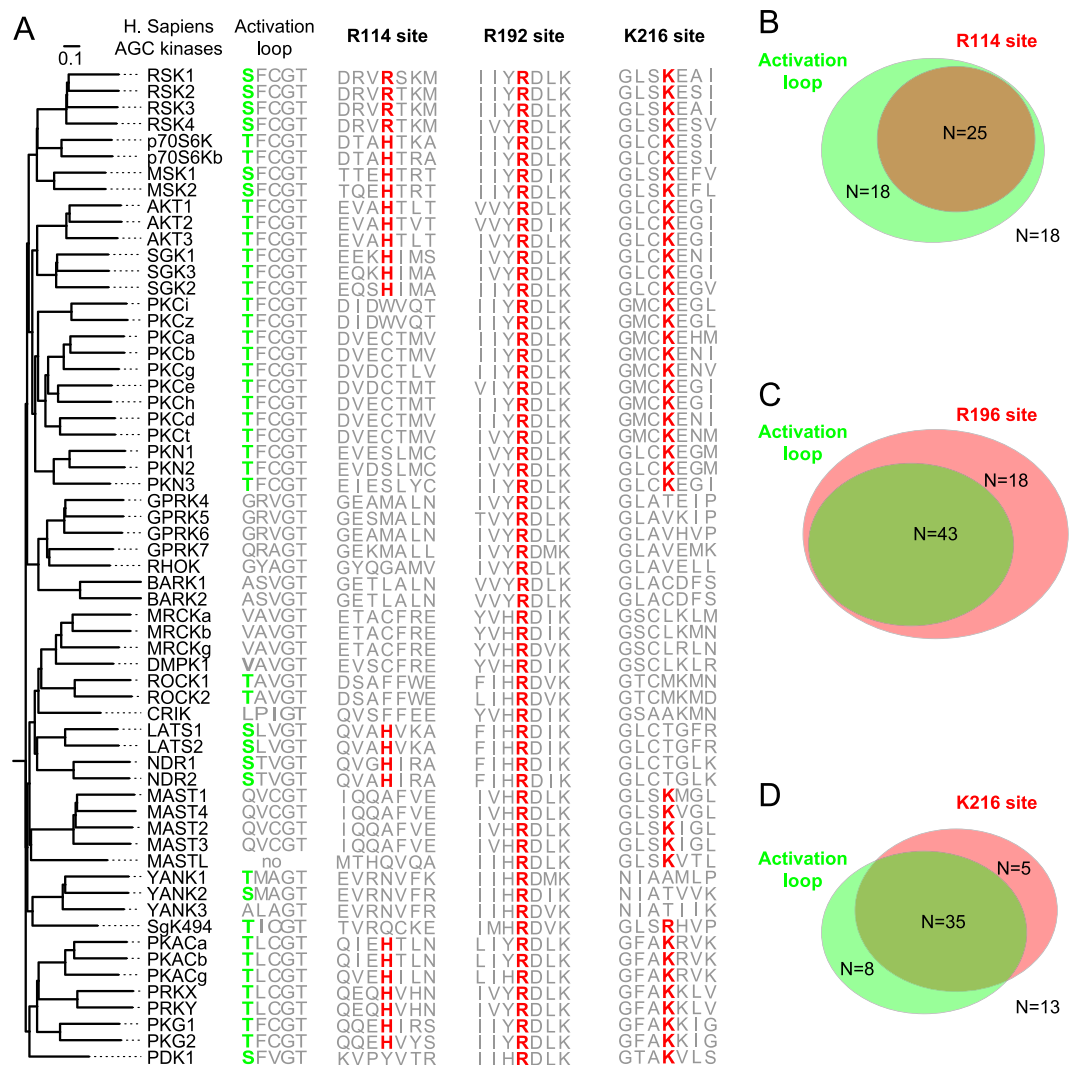 A
H. Sapiens AGC kinases
Activation loop
R114 site
R192 site
K216 site
0.1
RSK1 SFCGT DRVRSKM IIYRDLK GLSKEAI
RSK2 SFCGT DRVRTKM IIYRDLK GLSKESI
RSK3 SFCGT DRVRTKM IIYRDLK GLSKEAI
RSK4 SFCGT DRVRTKM IVYRDLK GLSKESV
p70S6K TFCGT DTAHTKA IIYRDLK GLCKESI
p70S6Kb TFCGT DTAHTRA IIYRDLK GLCKESI
MSK1 SFCGT TTEHTRT IIYRDIK GLSKEFV
MSK2 SFCGT TQEHTRT IIYRDLK GLSKEFL
AKT1 TFCGT EVAHTLT VVYRDLK GLCKEGI
AKT2 TFCGT EVAHTVT VVYRDIK GLCKEGI
AKT3 TFCGT EVAHTLT IVYRDLK GLCKEGI
SGK1 TFCGT EEKHIMS IVYRDLK GLCKENI
SGK3 TFCGT EQKHIMA IVYRDLK GLCKEGI
SGK2 TFCGT EQSHIMA IIYRDLK GLCKEGV
PKCi TFCGT DIDWVQT IIYRDLK GMCKEGL
PKCz TFCGT DIDWVQT IIYRDLK GMCKEGL
PKCa TFCGT DVECTMV IIYRDLK GMCKEHM
PKCb TFCGT DVECTMV IIYRDLK GMCKENI
PKCg TFCGT DVDCTLV IIYRDLK GMCKENV
PKCe TFCGT DVDCTMT VIYRDLK GMCKEGI
PKCh TFCGT DVECTMT IIYRDLK GMCKEGI
PKCd TFCGT DVECTMV IIYRDLK GMCKENI
PKCt TFCGT DVECTMV IVYRDLK GMCKENM
PKN1 TFCGT EVESLMC IVYRDLK GLCKEGM
PKN2 TFCGT EVDSLMC IVYRDLK GLCKEGM
PKN3 TFCGT EIESLYC IIYRDLK GLCKEGI
GPRK4 GRVGT GEAMALN IVYRDLK GLATEIP
GPRK5 GRVGT GESMALN TVYRDLK GLAVKIP
GPRK6 GRVGT GEAMALN IVYRDLK GLAVHVP
GPRK7 QRAGT GEKMALL IVYRDMK GLAVEMK
RHOK GYAGT GYQGAMV IVYRDLK GLAVELL
BARK1 ASVGT GETLALN VVYRDLK GLACDFS
BARK2 ASVGT GETLALN VVYRDLK GLACDFS
MRCKa VAVGT ETACFRE YVHRDIK GSCLKLM
MRCKb VAVGT ETACFRE YVHRDIK GSCLKMN
MRCKg VAVGT ETACFRE YVHRDVK GSCLRLN
DMPK1 VAVGT EVSCFRE YVHRDIK GSCLKLR
ROCK1 TAVGT DSAFFWE FIHRDVK GTCMKMN
ROCK2 TAVGT DSAFFWE LIHRDVK GTCMKMD
CRIK LPIGT QVSFFEE YVHRDIK GSAAKMN
LATS1 SLVGT QVAHVKA FIHRDIK GLCTGFR
LATS2 SLVGT QVAHVKA FIHRDIK GLCTGFR
NDR1 STVGT QVGHIRA FIHRDIK GLCTGLK
NDR2 STVGT QVAHIRA FIHRDIK GLCTGLK
MAST1 QVCGT IQQAFVE IVHRDLK GLSKMGL
MAST4 QVCGT IQQAFVE IVHRDLK GLSKVGL
MAST2 QVCGT IQQAFVE IVHRDLK GLSKIGL
MAST3 QVCGT IQQAFVE IVHRDLK GLSKIGL
MASTL no MTHQVQA IIHRDLK GLSKVTL
YANK1 TMAGT EVRNVFK IIHRDMK NIAAMLP
YANK2 SMAGT EVRNVFR IIHRDIK NIATVVK
YANK3 ALAGT EVRNVFR IIHRDVK NIATIIK
SgK494 TICGT TVRQCKE IMHRDVK GLSRHVP
PKACa TLCGT QIEHTLN LIYRDLK GFAKRVK
PKACb TLCGT QIEHTLN LIYRDLK GFAKRVK
PKACg TLCGT QEEHILN LIHRDLK GFAKRVK
PRKX TLCGT QEQHVHN IVYRDLK GFAKKLV
PRKY TLCGT QEQHVHN IVYRDLK GFAKKLV
PKG1 TFCGT QQEHIRS IIYRDLK GFAKKIG
PKG2 TFCGT QQEHVYS IIYRDLK GFAKKIG
PDK1 SFVGT KVPYVTR IIHRDLK GTAKVLS
B
R114 site
Activation loop
N=25
N=18
N=18
C
R196 site
Activation loop
N=18
N=43
D
K216 site
Activation loop
N=5
N=35
N=8
N=13